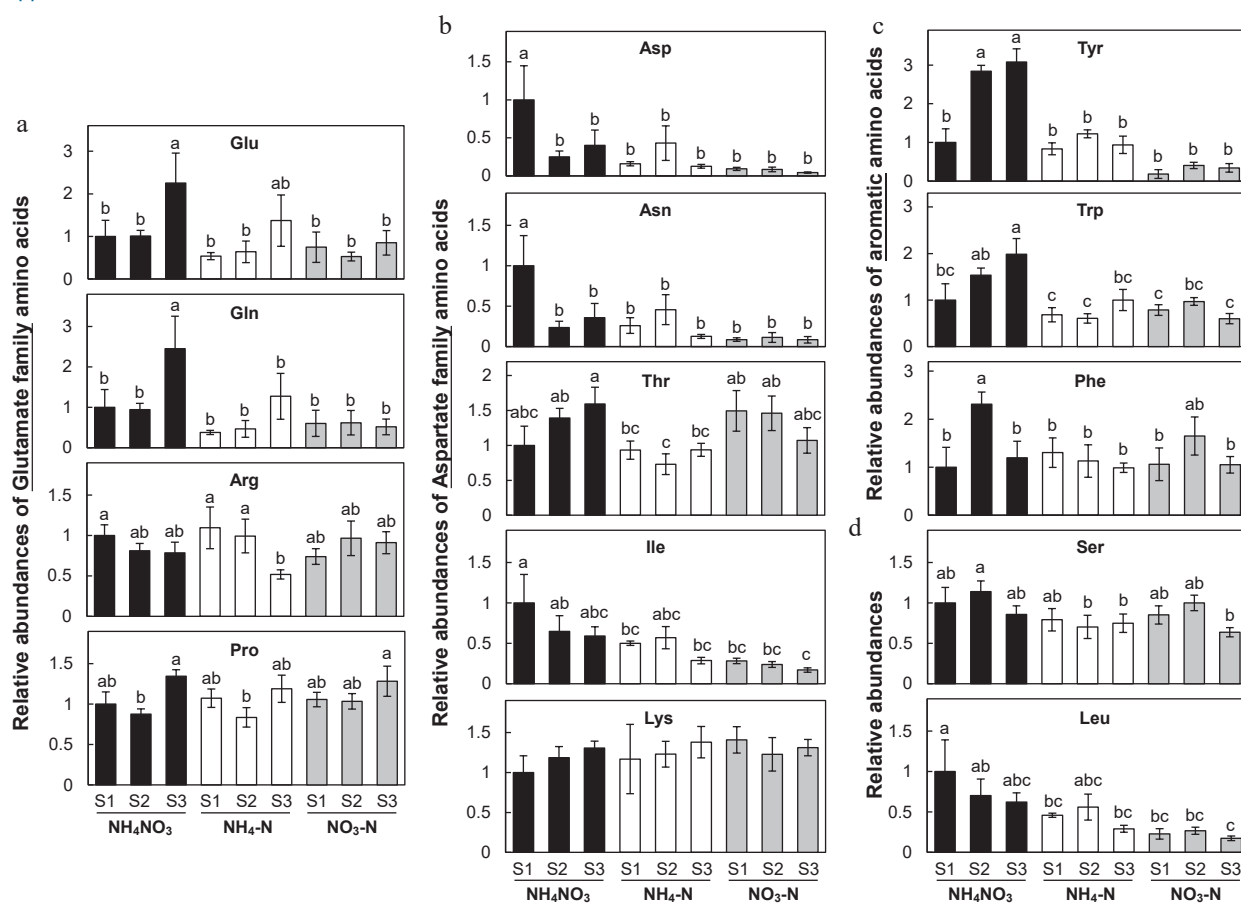 a
Relative abundances of Glutamate family amino acids
Glu
3
2
1
0
b b a b b ab b b b
Gln
3
2
1
0
b b a b b b b b b
Arg
1.5
1
0.5
0
a ab ab a a b ab ab ab
Pro
1.5
1
0.5
0
ab b a ab b ab ab ab a
S1 S2 S3 S1 S2 S3 S1 S2 S3
NH₄NO₃ NH₄-N NO₃-N
b
Relative abundances of Aspartate family amino acids
Asp
1.5
1
0.5
0
a b b b b b b b b
Asn
1.5
1
0.5
0
a b b b b b b b b
Thr
2
1.5
1
0.5
0
abc ab a bc c bc ab ab abc
Ile
1.5
1
0.5
0
a ab abc bc abc bc bc bc c
Lys
1.5
1
0.5
0
S1 S2 S3 S1 S2 S3 S1 S2 S3
NH₄NO₃ NH₄-N NO₃-N
c
Relative abundances of aromatic amino acids
Tyr
3
2
1
0
b a a b b b b b b
Trp
3
2
1
0
bc ab a c c bc c bc c
Phe
3
2
1
0
b a b b b b b ab b
d
Relative abundances
Ser
1.5
1
0.5
0
ab a ab ab b b ab ab b
Leu
1.5
1
0.5
0
a ab abc bc abc bc bc bc c
S1 S2 S3 S1 S2 S3 S1 S2 S3
NH₄NO₃ NH₄-N NO₃-N